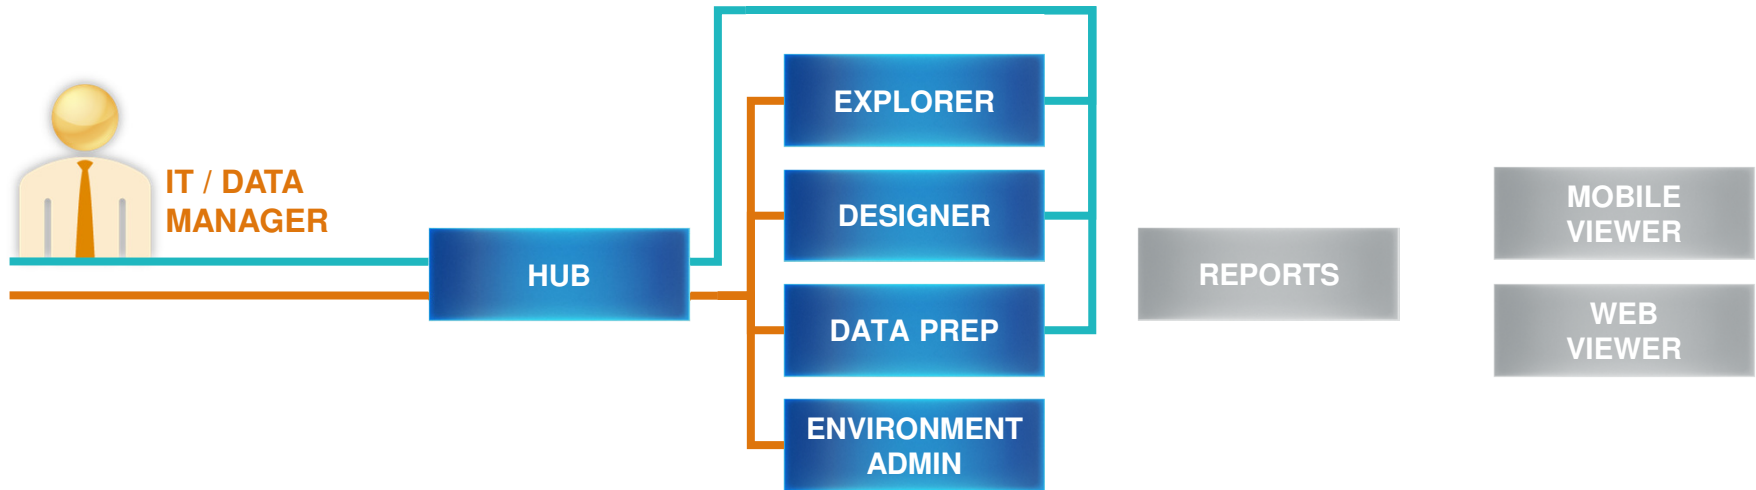 IT / DATA
MANAGER
HUB
EXPLORER
DESIGNER
DATA PREP
ENVIRONMENT
ADMIN
REPORTS
MOBILE
VIEWER
WEB
VIEWER